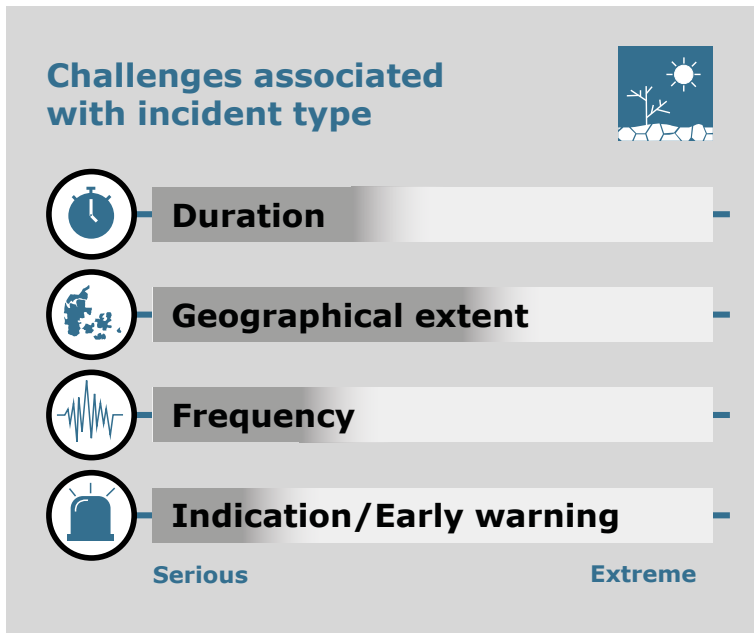 Challenges associated
with incident type
Duration
Geographical extent
Frequency
Indication/Early warning
Serious
Extreme